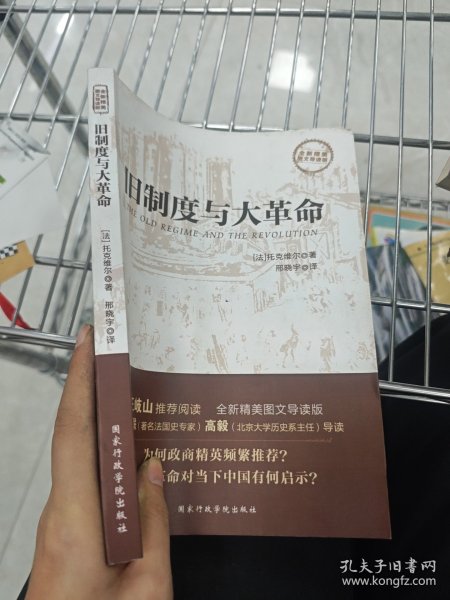 全新精美
图文导读版
旧制度与大革命
[法]托克维尔◎著
邢晓宇◎译
国家行政学院出版社
全新精美
图文导读版
旧制度与大革命
THE OLD REGIME AND THE REVOLUTION
[法]托克维尔◎著
邢晓宇◎译
岐山 推荐阅读 全新精美图文导读版
(著名法国史专家) 高毅 (北京大学历史系主任) 导读
为何政商精英频繁推荐?
革命对当下中国有何启示?
国家行政学院出版社
孔夫子旧书网
www.kongfz.com